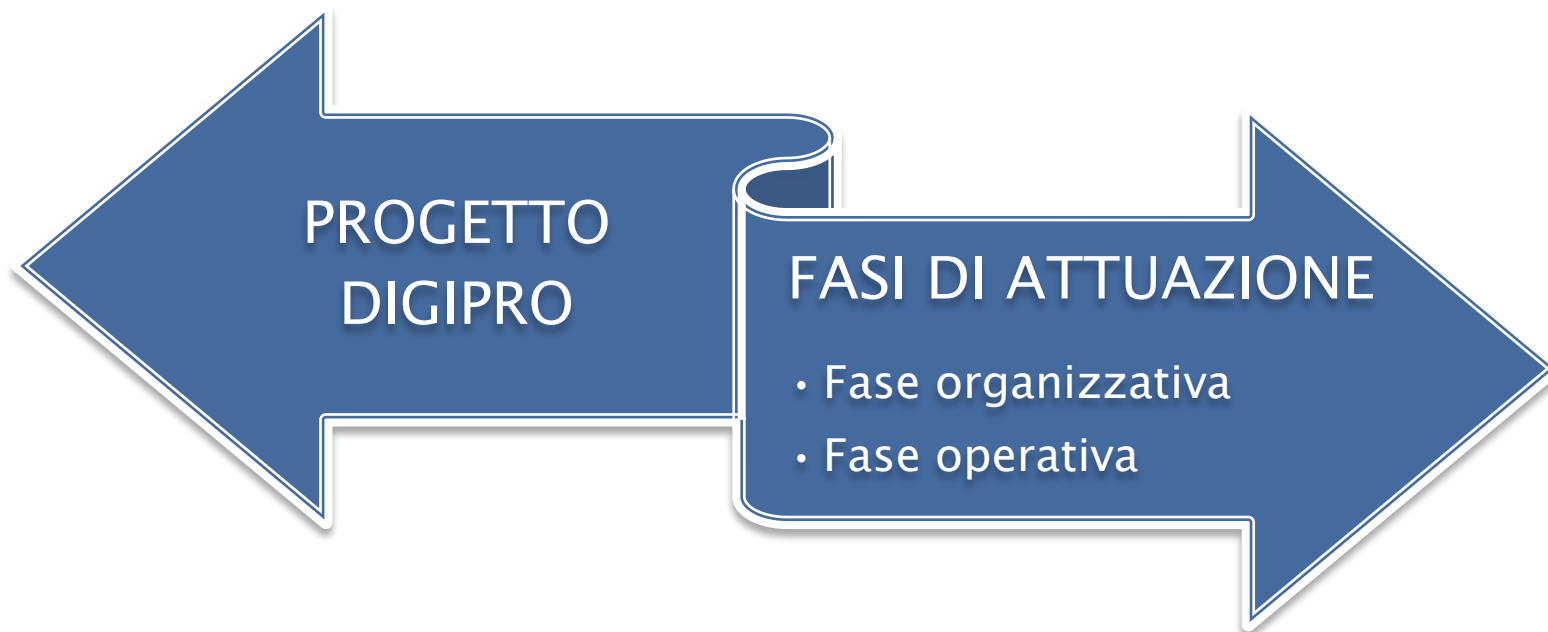 PROGETTO
DIGIPRO
FASI DI ATTUAZIONE
• Fase organizzativa
• Fase operativa